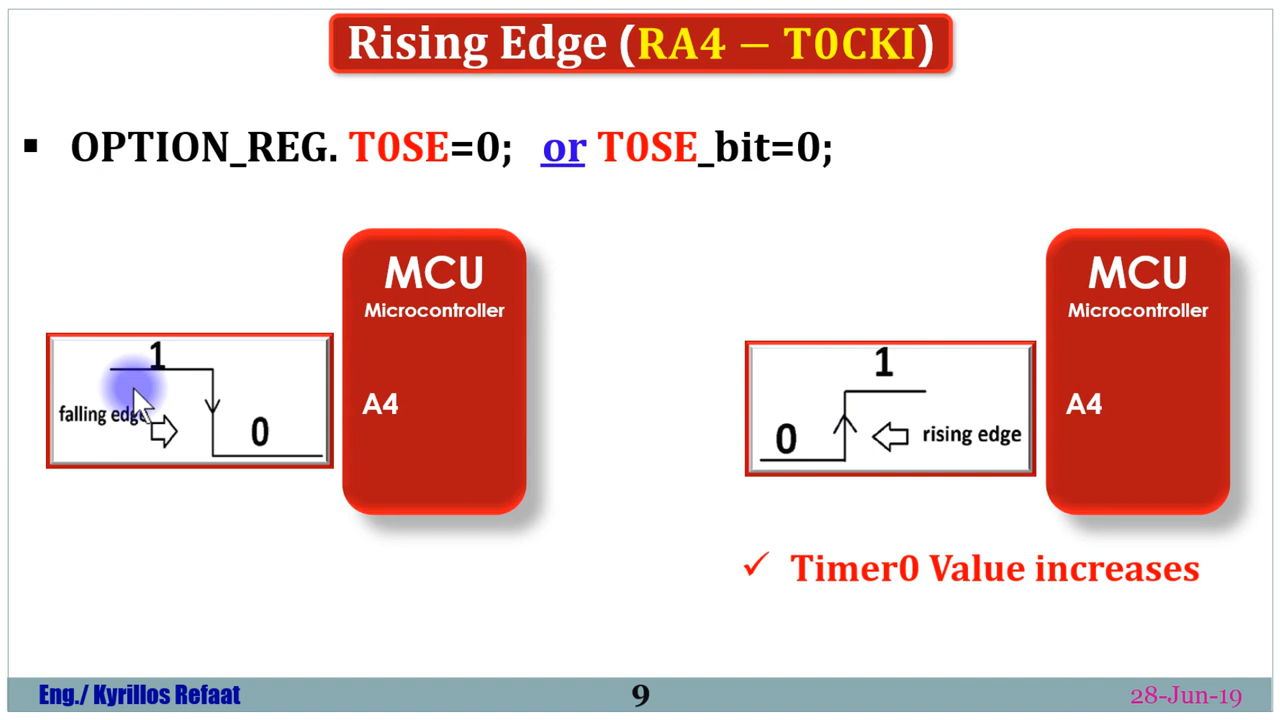 Rising Edge (RA4 – T0CKI)
▪ OPTION_REG. T0SE=0; or T0SE_bit=0;
MCU
Microcontroller
A4
1
falling edge
0
MCU
Microcontroller
A4
1
0
rising edge
✓ Timer0 Value increases
Eng./ Kyrillos Refaat
9
28-Jun-19